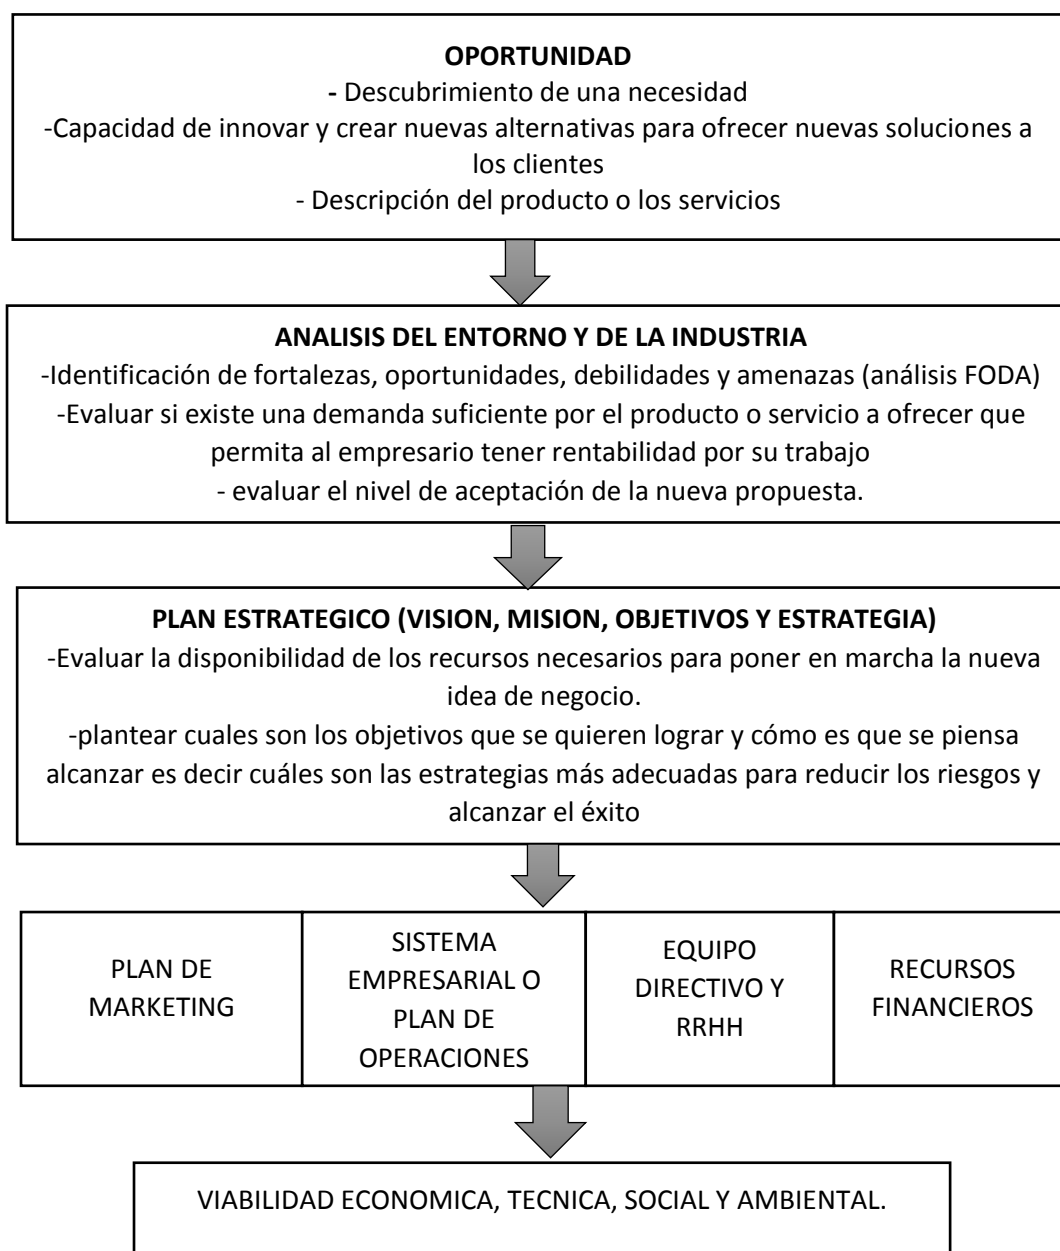 OPORTUNIDAD
- Descubrimiento de una necesidad
-Capacidad de innovar y crear nuevas alternativas para ofrecer nuevas soluciones a
los clientes
- Descripción del producto o los servicios
ANALISIS DEL ENTORNO Y DE LA INDUSTRIA
-Identificación de fortalezas, oportunidades, debilidades y amenazas (análisis FODA)
-Evaluar si existe una demanda suficiente por el producto o servicio a ofrecer que
permita al empresario tener rentabilidad por su trabajo
- evaluar el nivel de aceptación de la nueva propuesta.
PLAN ESTRATEGICO (VISION, MISION, OBJETIVOS Y ESTRATEGIA)
-Evaluar la disponibilidad de los recursos necesarios para poner en marcha la nueva
idea de negocio.
-plantear cuales son los objetivos que se quieren lograr y cómo es que se piensa
alcanzar es decir cuáles son las estrategias más adecuadas para reducir los riesgos y
alcanzar el éxito
PLAN DE
MARKETING
SISTEMA
EMPRESARIAL O
PLAN DE
OPERACIONES
EQUIPO
DIRECTIVO Y
RRHH
RECURSOS
FINANCIEROS
VIABILIDAD ECONOMICA, TECNICA, SOCIAL Y AMBIENTAL.